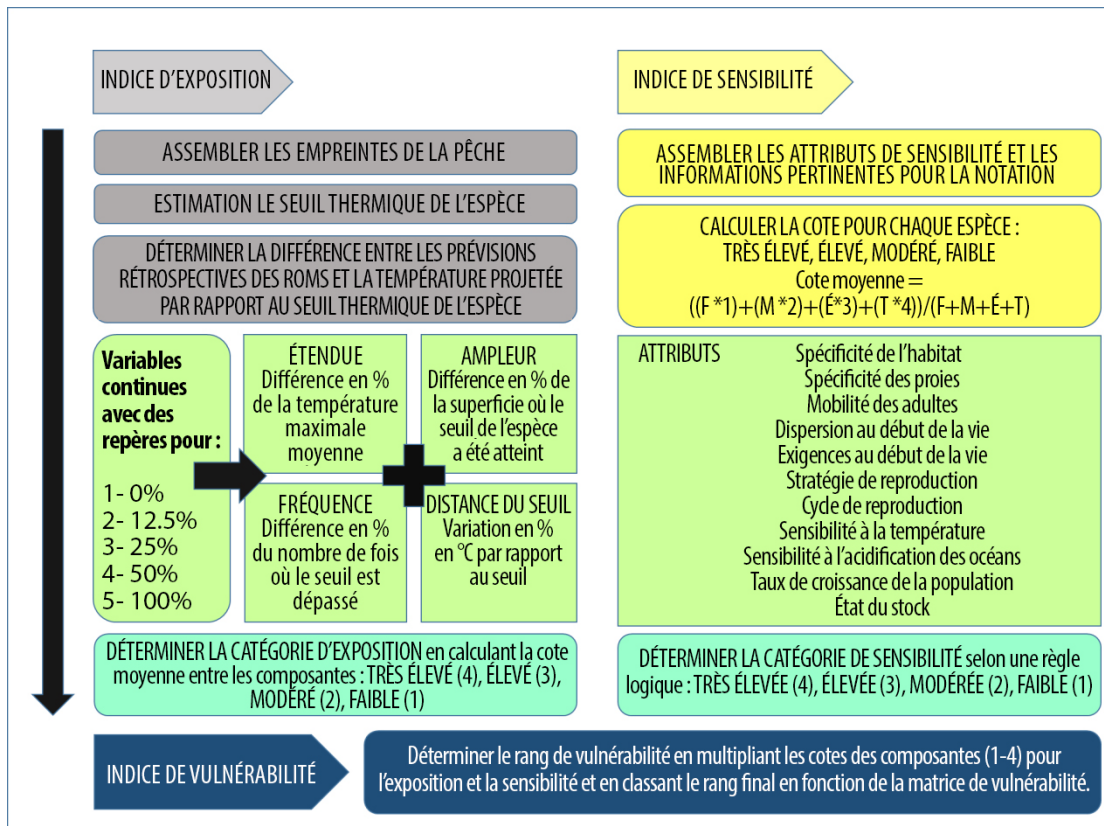 INDICE D'EXPOSITION
ASSEMBLER LES EMPREINTES DE LA PÊCHE
ESTIMATION LE SEUIL THERMIQUE DE L'ESPÈCE
DÉTERMINER LA DIFFÉRENCE ENTRE LES PRÉVISIONS
RÉTROSPECTIVES DES ROMS ET LA TEMPÉRATURE PROJETÉE
PAR RAPPORT AU SEUIL THERMIQUE DE L'ESPÈCE
Variables
continues
avec des
repères pour :
1- 0%
2- 12.5%
3- 25%
4- 50%
5- 100%
ÉTENDUE
Différence en %
de la température
maximale
moyenne
AMPLEUR
Différence en % de
la superficie où le
seuil de l'espèce
a été atteint
FRÉQUENCE
Différence en %
du nombre de fois
où le seuil est
dépassé
DISTANCE DU SEUIL
Variation en %
en °C par rapport
au seuil
DÉTERMINER LA CATÉGORIE D'EXPOSITION en calculant la cote
moyenne entre les composantes : TRÈS ÉLEVÉ (4), ÉLEVÉ (3),
MODÉRÉ (2), FAIBLE (1)
INDICE DE SENSIBILITÉ
ASSEMBLER LES ATTRIBUTS DE SENSIBILITÉ ET LES
INFORMATIONS PERTINENTES POUR LA NOTATION
CALCULER LA COTE POUR CHAQUE ESPÈCE :
TRÈS ÉLEVÉ, ÉLEVÉ, MODÉRÉ, FAIBLE
Cote moyenne =
((F *1)+(M *2)+(É*3)+(T *4))/(F+M+É+T)
ATTRIBUTS
Spécificité de l'habitat
Spécificité des proies
Mobilité des adultes
Dispersion au début de la vie
Exigences au début de la vie
Stratégie de reproduction
Cycle de reproduction
Sensibilité à la température
Sensibilité à l'acidification des océans
Taux de croissance de la population
État du stock
DÉTERMINER LA CATÉGORIE DE SENSIBILITÉ selon une règle
logique : TRÈS ÉLEVÉE (4), ÉLEVÉE (3), MODÉRÉE (2), FAIBLE (1)
INDICE DE VULNÉRABILITÉ
Déterminer le rang de vulnérabilité en multipliant les cotes des composantes (1-4) pour
l'exposition et la sensibilité et en classant le rang final en fonction de la matrice de vulnérabilité.